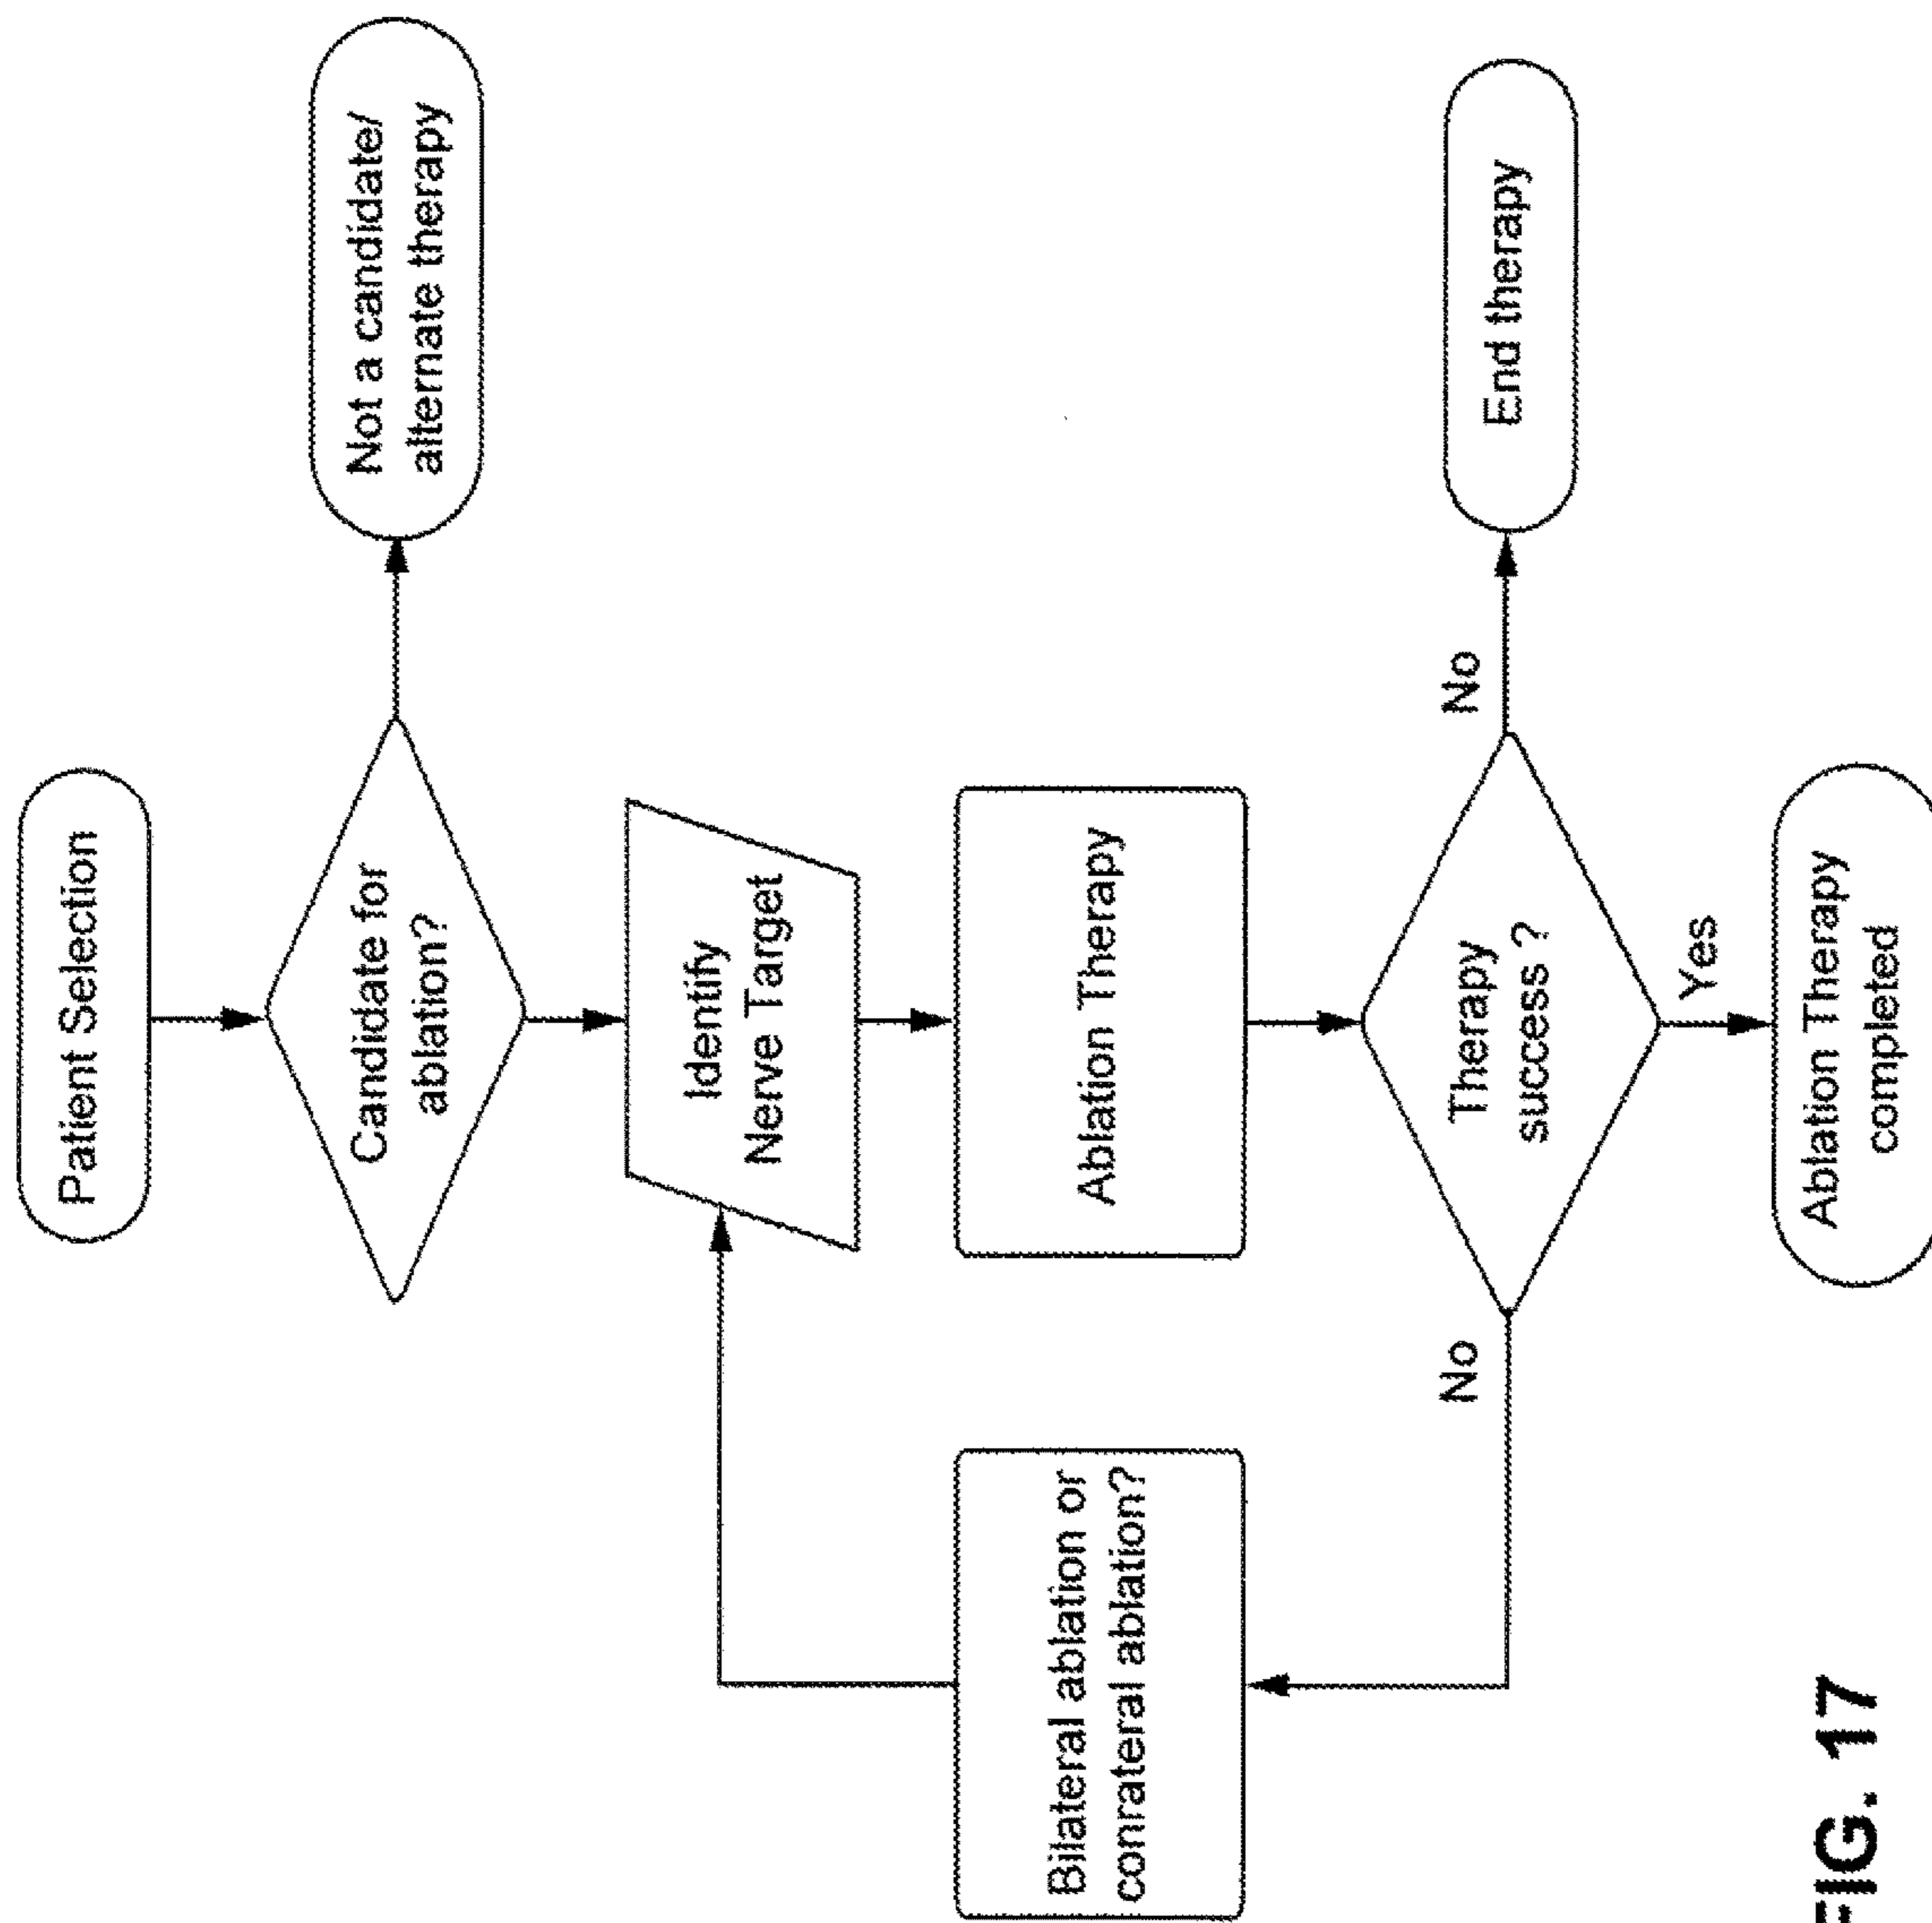 Patient Selection
Candidate for
ablation?
Not a candidate/
alternate therapy
Identify
Nerve Target
Ablation Therapy
Bilateral ablation or
conrateral ablation?
Therapy
success ?
No
No
End therapy
Yes
Ablation Therapy
completed
FIG. 17